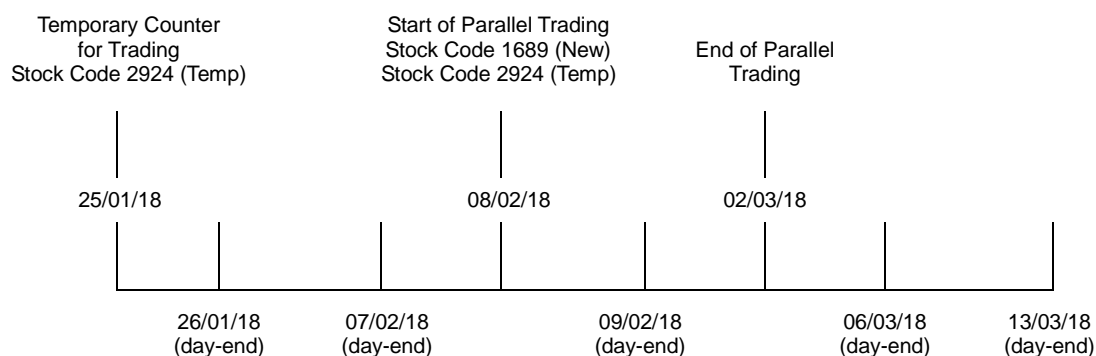 Temporary Counter
for Trading
Stock Code 2924 (Temp)
Start of Parallel Trading
Stock Code 1689 (New)
Stock Code 2924 (Temp)
End of Parallel
Trading
25/01/18
08/02/18
02/03/18
26/01/18
(day-end)
07/02/18
(day-end)
09/02/18
(day-end)
06/03/18
(day-end)
13/03/18
(day-end)